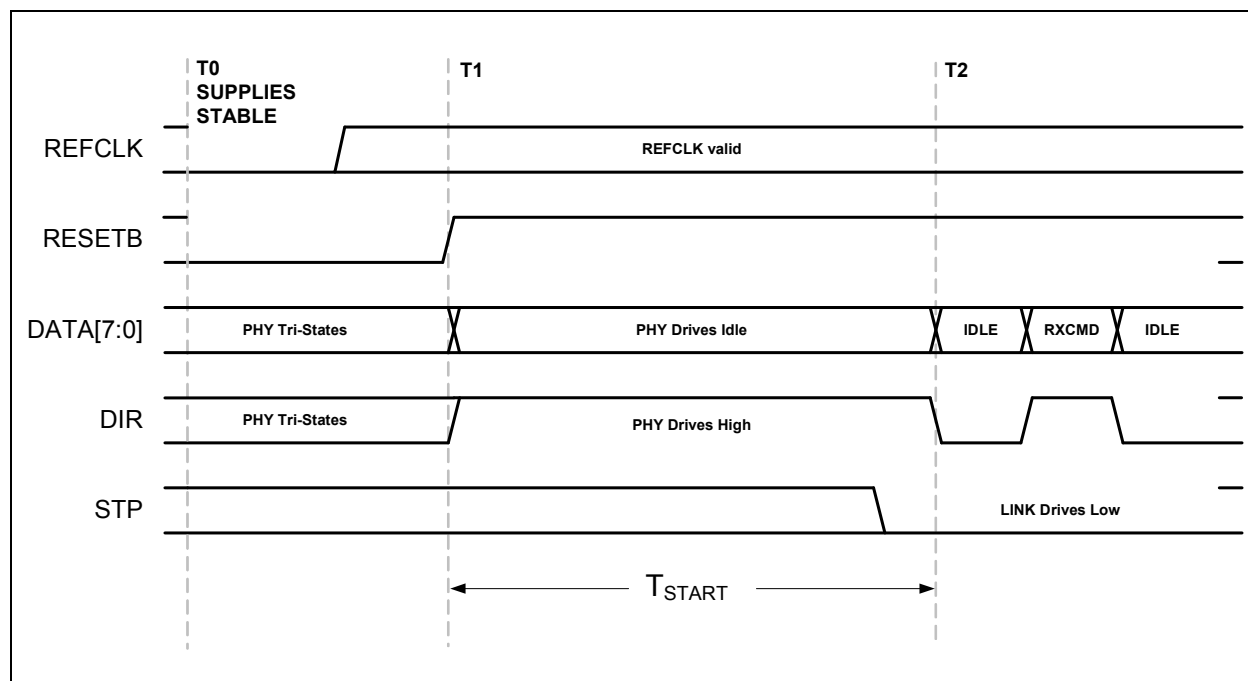 T0
SUPPLIES
STABLE
T1
T2
REFCLK
REFCLK valid
RESETB
DATA[7:0]
PHY Tri-States
PHY Drives Idle
IDLE
RXCMD
IDLE
DIR
PHY Tri-States
PHY Drives High
STP
LINK Drives Low
TSTART